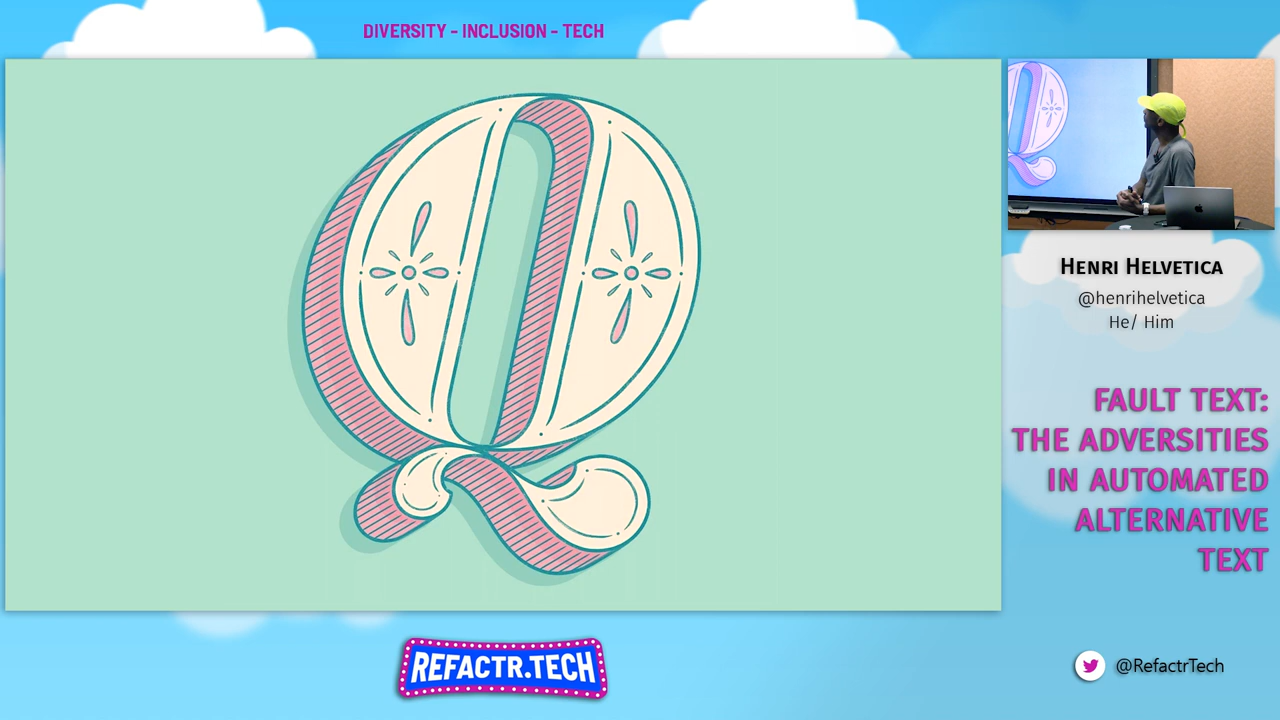 DIVERSITY - INCLUSION - TECH
Q
HENRI HELVETICA
@henrihelvetica
He/ Him
FAULT TEXT:
THE ADVERSITIES
IN AUTOMATED
ALTERNATIVE
TEXT
REFACTR.TECH
@RefactrTech